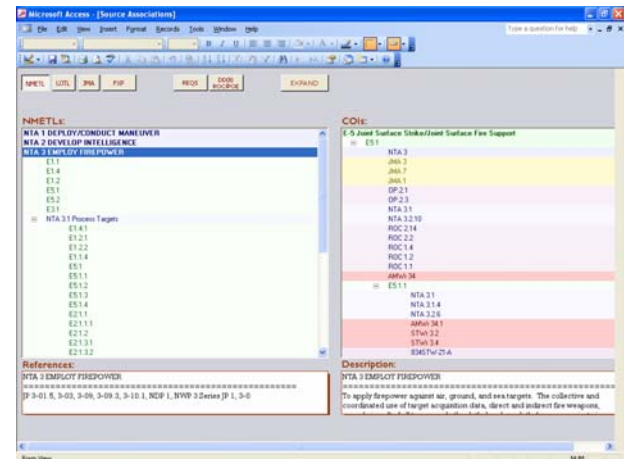 Microsoft Access - [Source Associations]
File Edit View Insert Format Records Tools Window Help
Type a question for help
NMETL UJTL JMA PXP REQS EXPAND
NMETLs:
NTA 1 DEPLOY/CONDUCT MANEUVER
NTA 2 DEVELOP INTELLIGENCE
NTA 3 EMPLOY FIREPOWER
E1.1
E1.4
E1.2
E5.1
E5.2
E3.1
NTA 3.1 Process Targets
E1.4.1
E1.2.1
E1.2.2
E1.1.4
E5.1
E5.1.1
E5.1.2
E5.1.3
E5.1.4
E2.1.1
E2.1.1.1
E2.1.2
E2.1.3.1
E2.1.3.2
References:
NTA 3 EMPLOY FIREPOWER
JP 3-01.5, 3-03, 3-09, 3-09.3, 3-10.1, NDP 1, NWP 3 Series JP 1, 3-0
COIs:
E-5 Joint Surface Strike/Joint Surface Fire Support
E5.1
NTA 3
JMA 3
JMA 7
JMA 1
OP 2.1
OP 2.3
NTA 3.1
NTA 3.2.10
ROC 2.14
ROC 2.2
ROC 1.4
ROC 1.2
ROC 1.1
AMWr 34
E5.1.1
NTA 3.1
NTA 3.1.4
NTA 3.2.6
AMWr 34.1
STWr 3.2
STWr 3.4
Description:
NTA 3 EMPLOY FIREPOWER
To apply firepower against air, ground, and sea targets. The collective and
coordinated use of target acquisition data, direct and indirect fire weapons,
Form View